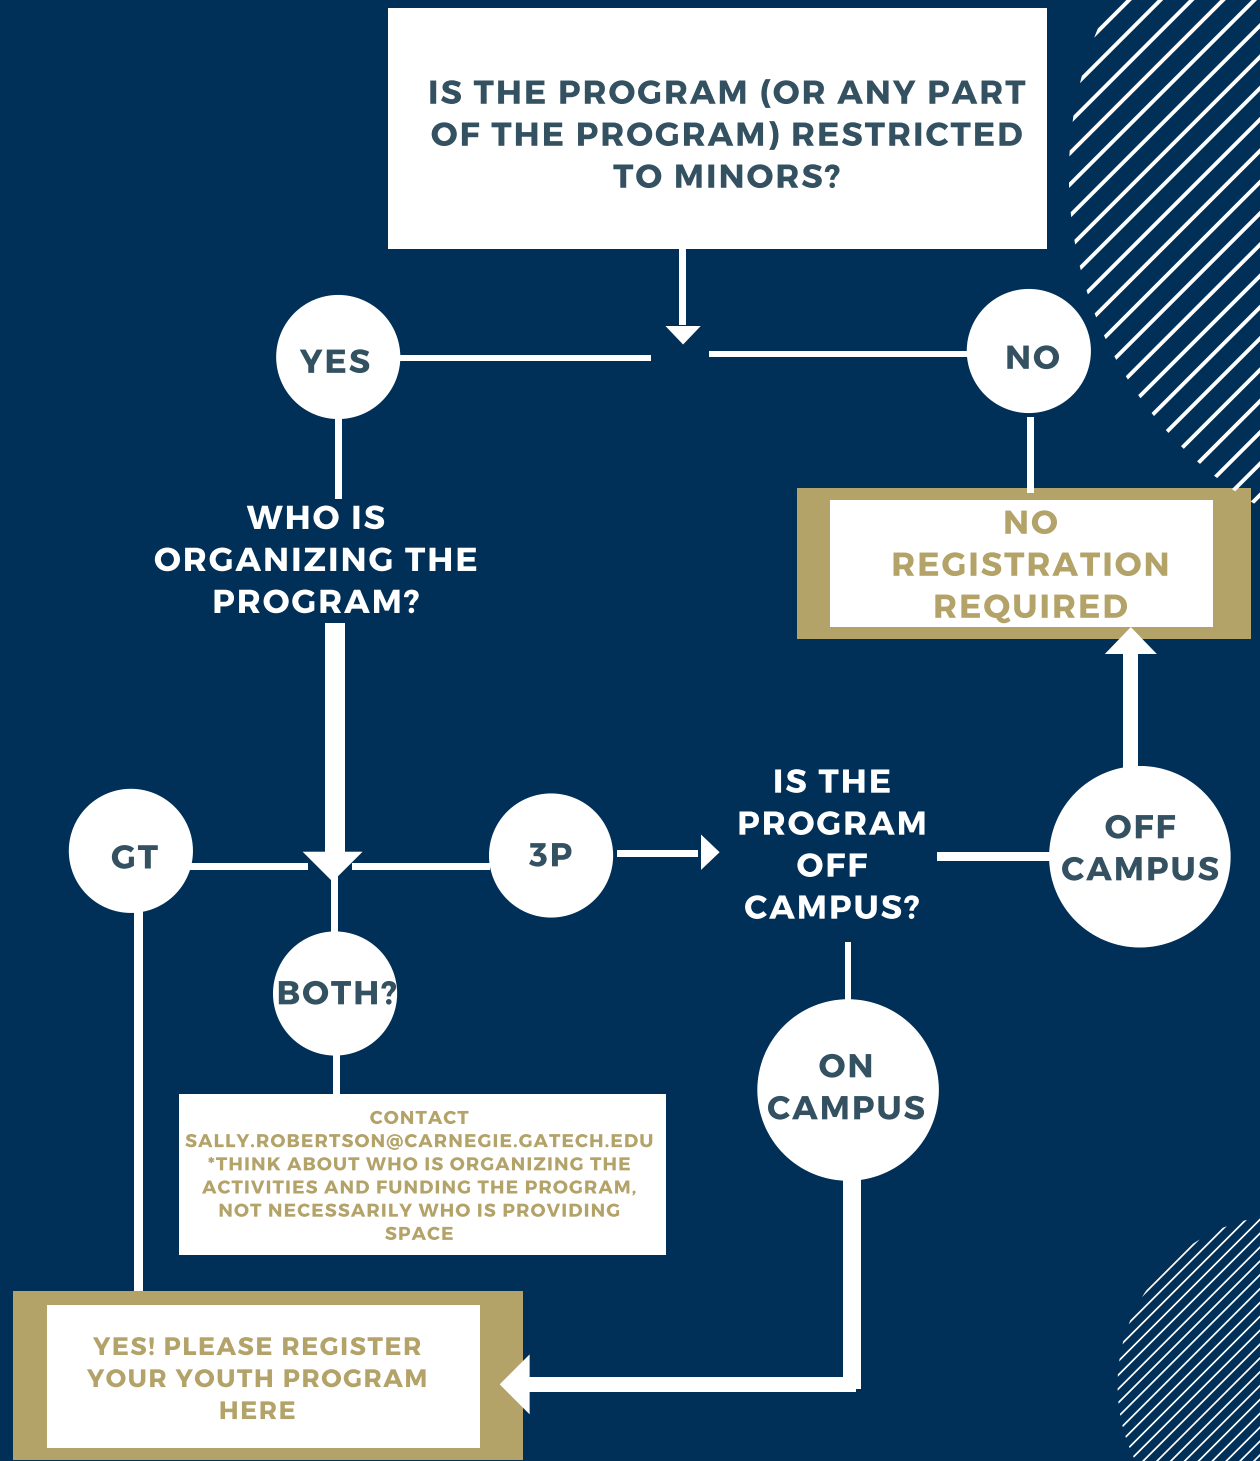 IS THE PROGRAM (OR ANY PART
OF THE PROGRAM) RESTRICTED
TO MINORS?
YES
NO
WHO IS
ORGANIZING THE
PROGRAM?
NO
REGISTRATION
REQUIRED
GT
3P
BOTH?
IS THE
PROGRAM
OFF
CAMPUS?
OFF
CAMPUS
ON
CAMPUS
CONTACT
SALLY.ROBERTSON@CARNEGIE.GATECH.EDU
*THINK ABOUT WHO IS ORGANIZING THE
ACTIVITIES AND FUNDING THE PROGRAM,
NOT NECESSARILY WHO IS PROVIDING
SPACE
YES! PLEASE REGISTER
YOUR YOUTH PROGRAM
HERE